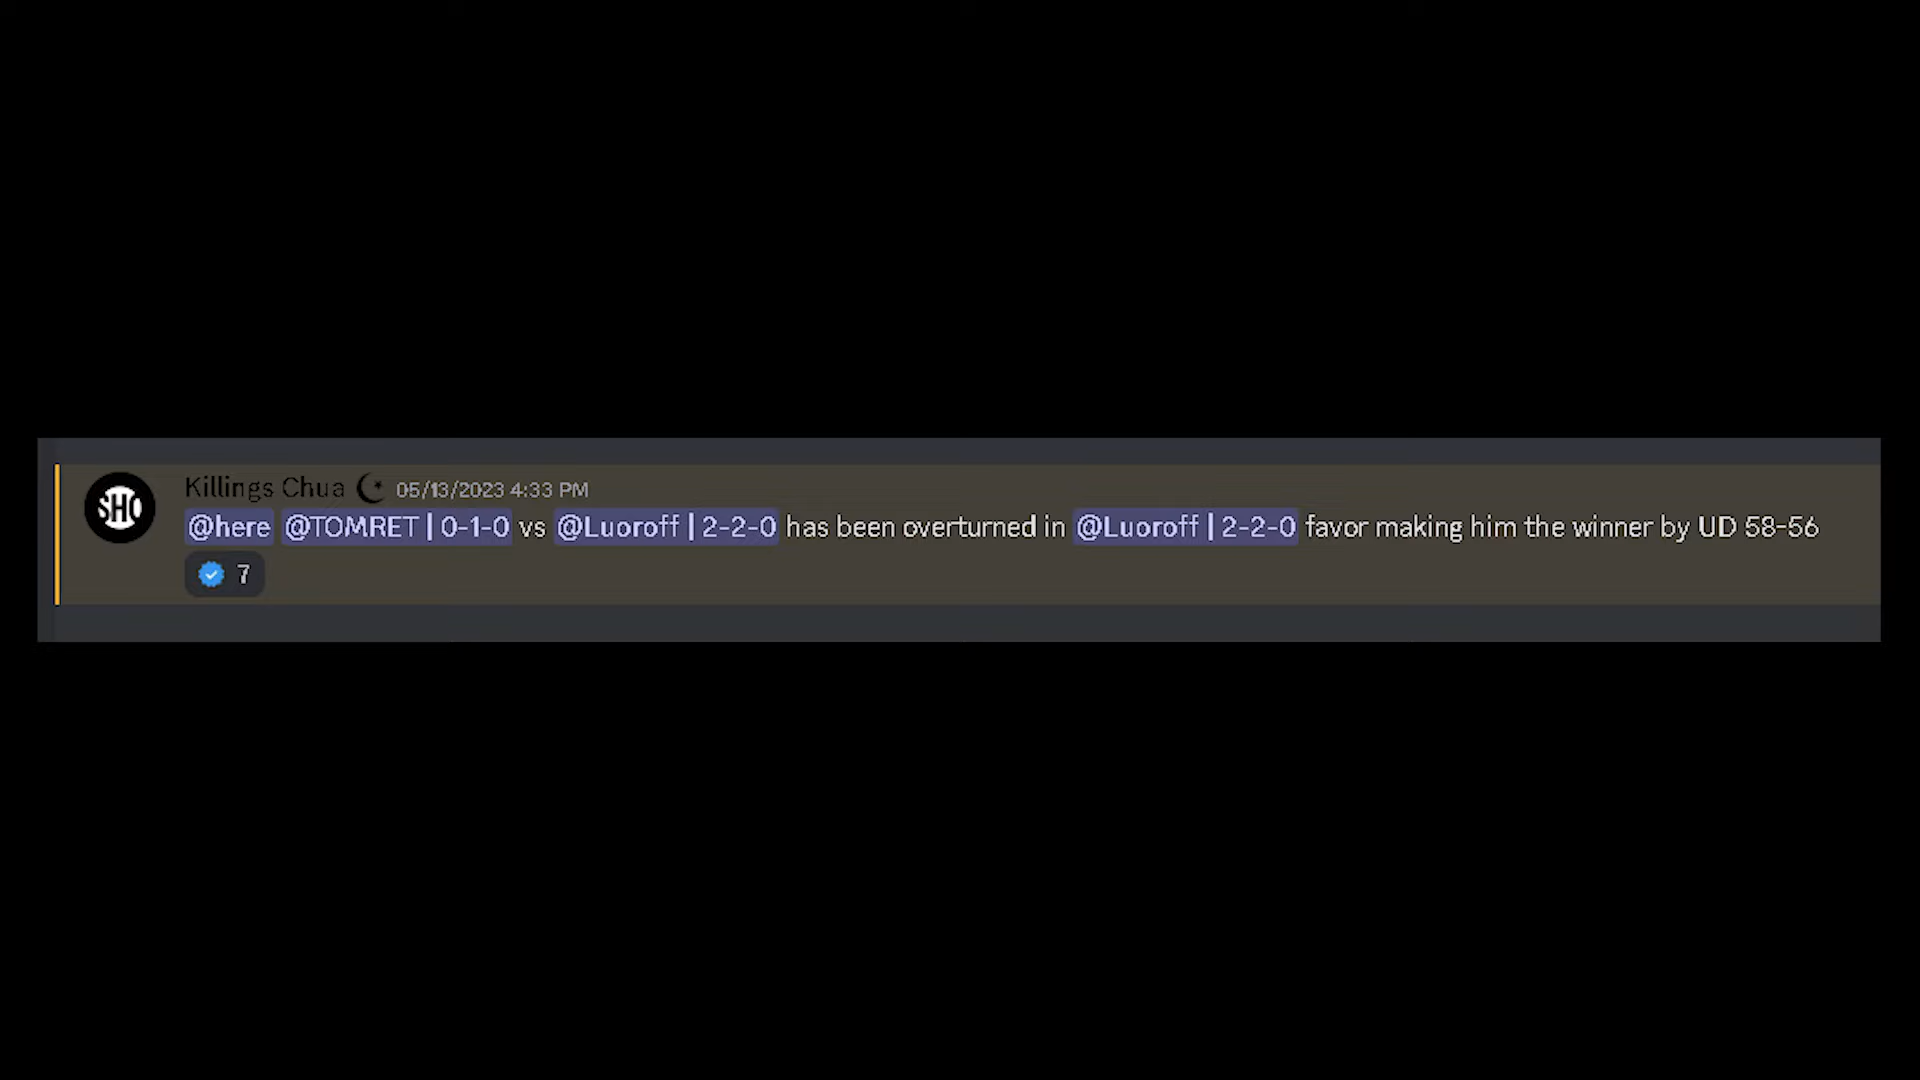 SHO
Killings Chua 05/13/2023 4:33 PM
@here @TOMRET | 0-1-0 vs @Luoroff | 2-2-0 has been overturned in @Luoroff | 2-2-0 favor making him the winner by UD 58-56
7